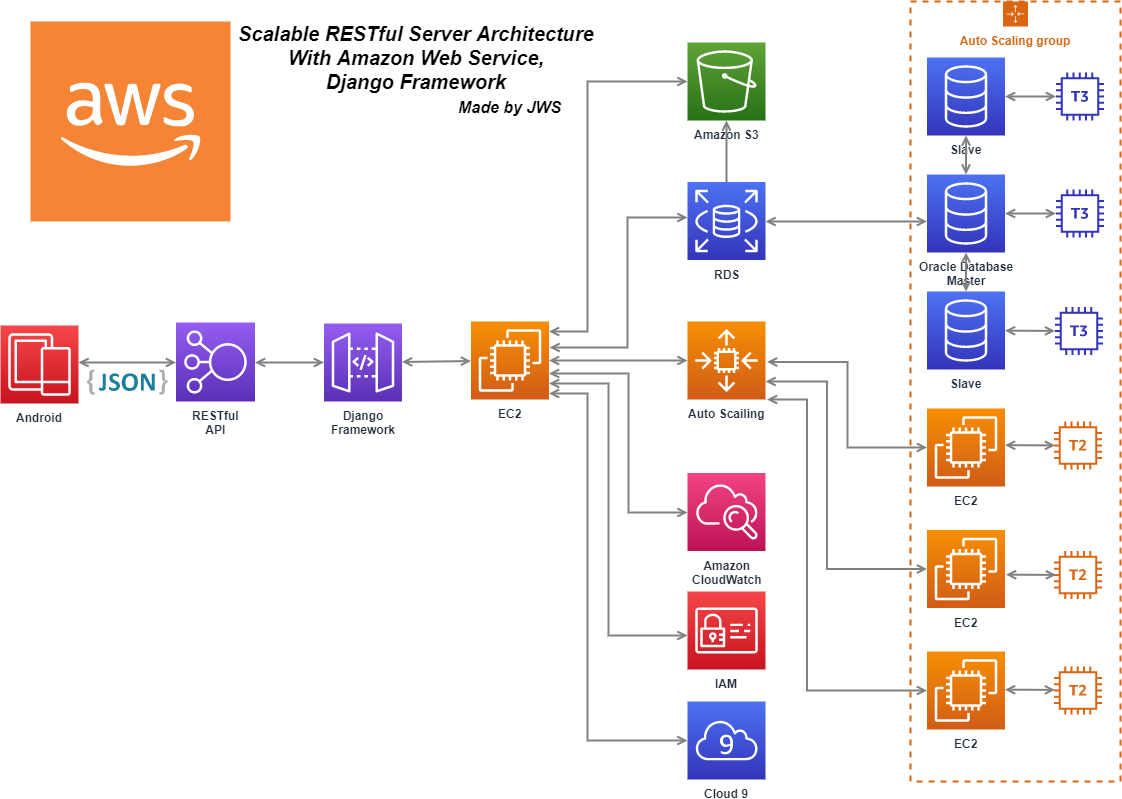 aws
Scalable RESTful Server Architecture
With Amazon Web Service,
Django Framework
Made by JWS
Auto Scaling group
Amazon S3
Slave
T3
RDS
Oracle Database
Master
T3
Slave
T3
Android
{JSON}
RESTful
API
Django
Framework
</>
EC2
Auto Scailing
EC2
T2
Amazon
CloudWatch
EC2
T2
IAM
EC2
T2
9
Cloud 9